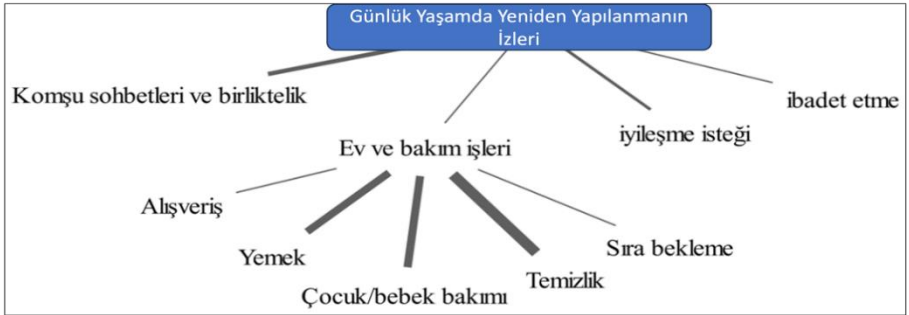 Günlük Yaşamda Yeniden Yapılanmanın
İzleri
Komşu sohbetleri ve birliktelik
ibadet etme
iyileşme isteği
Ev ve bakım işleri
Alışveriş
Yemek
Çocuk/bebek bakımı
Temizlik
Sıra bekleme